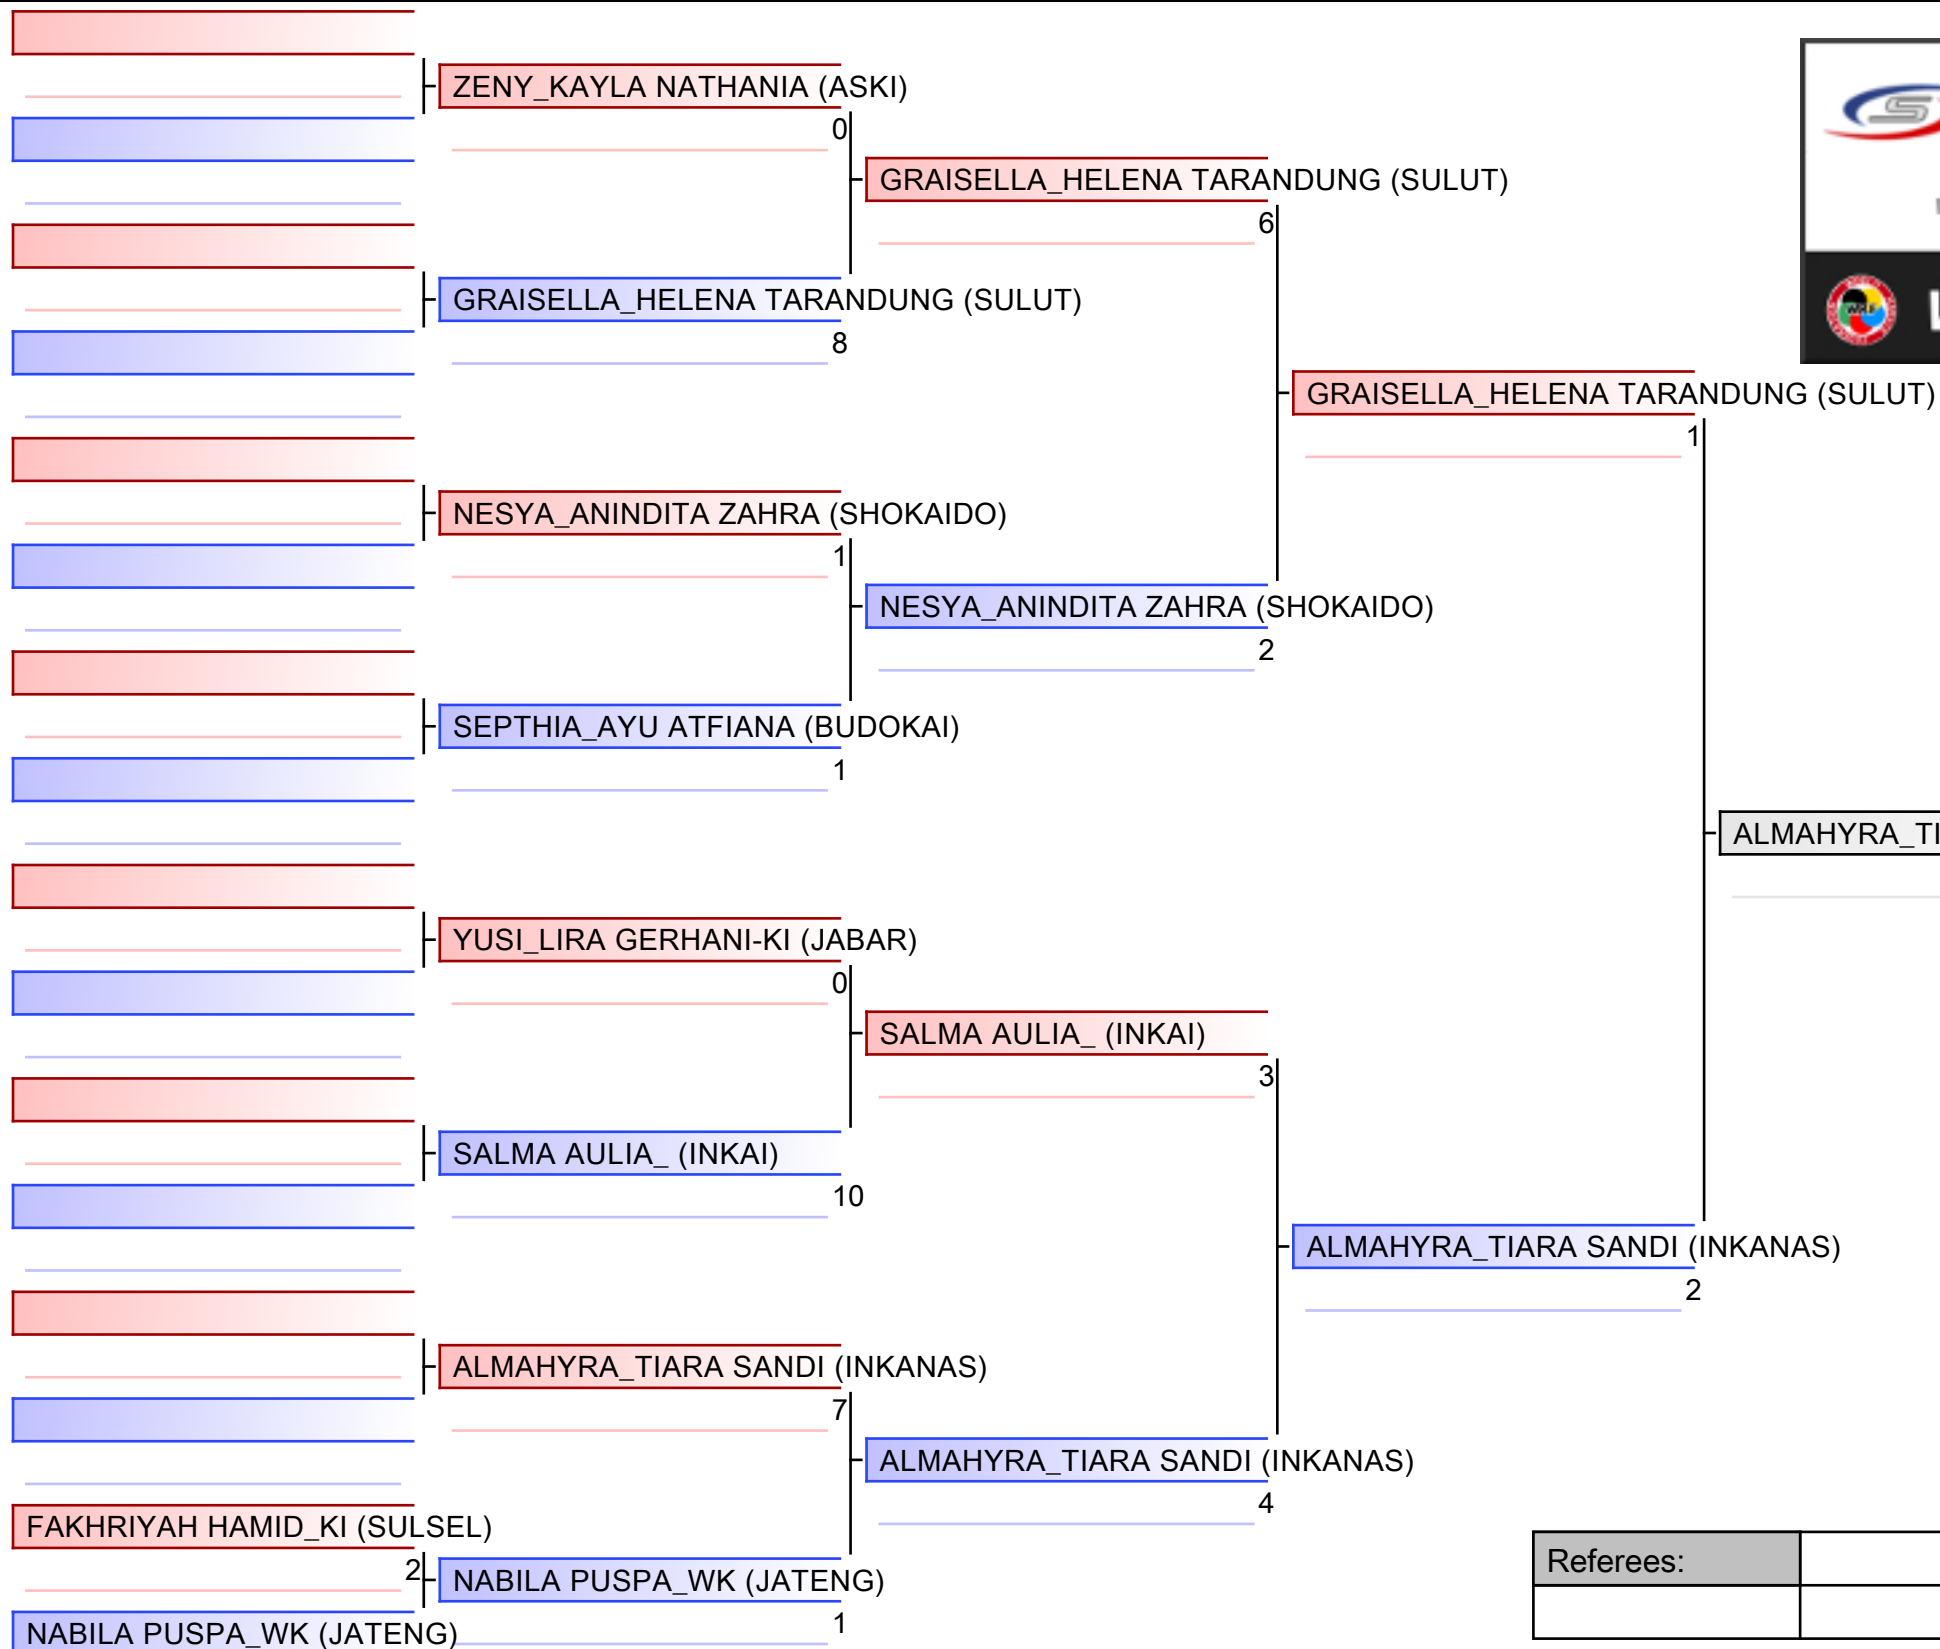 ZENY_KAYLA NATHANIA (ASKI)
0
GRAISELLA_HELENA TARANDUNG (SULUT)
6
GRAISELLA_HELENA TARANDUNG (SULUT)
8
GRAISELLA_HELENA TARANDUNG (SULUT)
1
NESYA_ANINDITA ZAHRA (SHOKAIDO)
1
NESYA_ANINDITA ZAHRA (SHOKAIDO)
2
SEPTHIA_AYU ATFIANA (BUDOKAI)
1
ALMAHYRA_TI
YUSI_LIRA GERHANI-KI (JABAR)
0
SALMA AULIA_ (INKAI)
3
SALMA AULIA_ (INKAI)
10
ALMAHYRA_TIARA SANDI (INKANAS)
2
ALMAHYRA_TIARA SANDI (INKANAS)
7
ALMAHYRA_TIARA SANDI (INKANAS)
4
FAKHRIYAH HAMID_KI (SULSEL)
2
NABILA PUSPA_WK (JATENG)
1
NABILA PUSPA_WK (JATENG)
Referees: